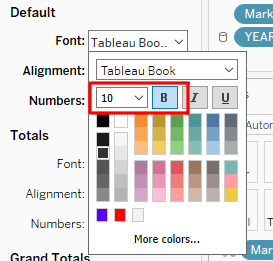 Default
Mark
Font: Tableau Boo..
YEAR
Alignment: Tableau Book
Numbers: 10 B I U
Autom
Totals
Font:
Alignment:
Numbers:
More colors...
Mark
Grand Totals